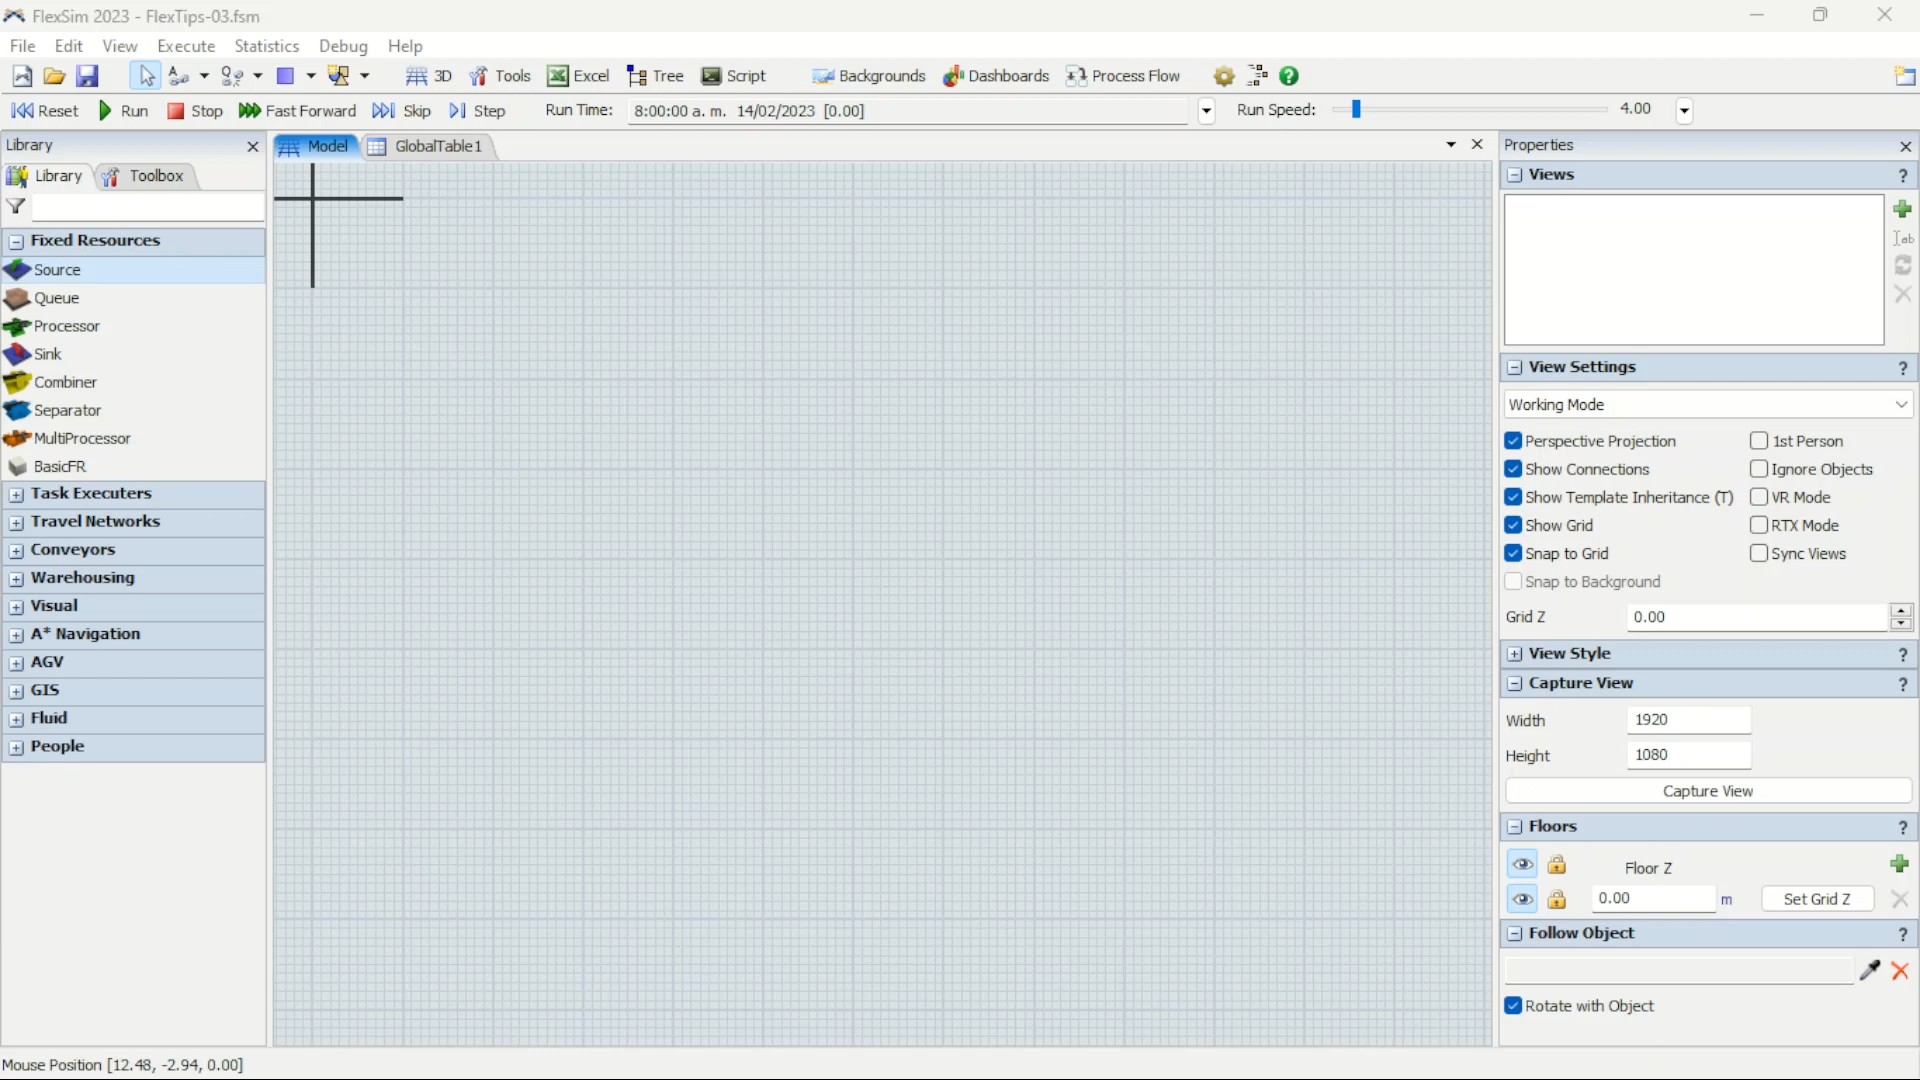 FlexSim 2023 - FlexTips-03.fsm
File Edit View Execute Statistics Debug Help
3D Tools Excel Tree Script Backgrounds Dashboards Process Flow
Reset Run Stop Fast Forward Skip Step Run Time: 8:00:00 a. m. 14/02/2023 [0.00] Run Speed: 4.00
Library
Library Toolbox
Fixed Resources
Source
Queue
Processor
Sink
Combiner
Separator
MultiProcessor
BasicFR
Task Executers
Travel Networks
Conveyors
Warehousing
Visual
A* Navigation
AGV
GIS
Fluid
People
Model GlobalTable1
Properties
Views ?
ab
View Settings ?
Working Mode
Perspective Projection 1st Person
Show Connections Ignore Objects
Show Template Inheritance (T) VR Mode
Show Grid RTX Mode
Snap to Grid Sync Views
Snap to Background
Grid Z 0.00
View Style ?
Capture View ?
Width 1920
Height 1080
Capture View
Floors ?
Floor Z
0.00 m Set Grid Z
Follow Object ?
Rotate with Object
Mouse Position [12.48, -2.94, 0.00]